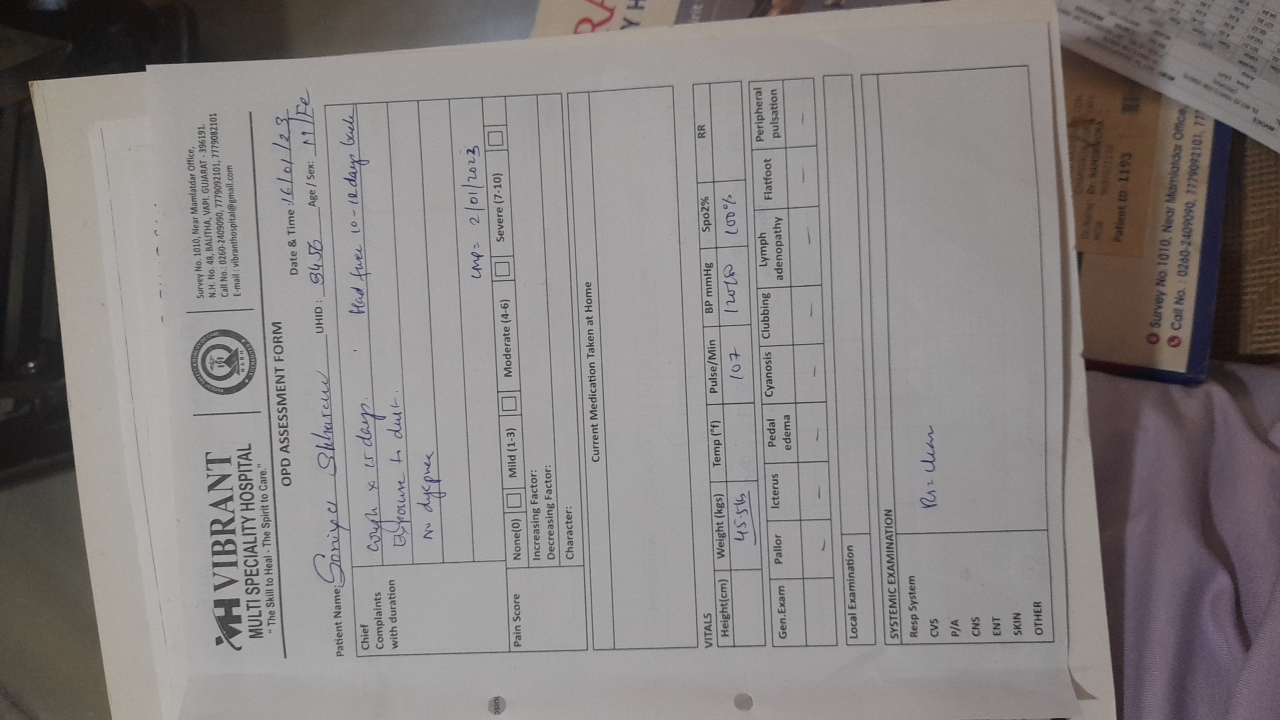 VH VIBRANT
MULTI SPECIALITY HOSPITAL
"The Skill to Heal - The Spirit to Care."
NABH
Survey No. 1010, Near Mamlatdar Office,
N.H. No. 48, BALITHA, VAPI. GUJARAT - 396191.
Call No.: 0260-2409090, 7779092101, 7779082101
E-mail : vibranthospital@gmail.com
OPD ASSESSMENT FORM
Date & Time : 16/01/23
Patient Name: Soniya UHID : 8456 Age / Sex: M/Fe
Chief Complaints with duration
Cough x 15 days. Had fever 10-12 days back
Exposure to dust.
No dyspnea
LMP = 2/01/2023
Pain Score None(0) Mild (1-3) Moderate (4-6) Severe (7-10)
Increasing Factor:
Decreasing Factor:
Character:
Current Medication Taken at Home
VITALS
Height(cm) Weight (kgs) Temp (°f) Pulse/Min BP mmHg Spo2% RR
45.5 107 120/80 100%
Gen.Exam Pallor Icterus Pedal edema Cyanosis Clubbing Lymph adenopathy Flatfoot Peripheral pulsation
– – – – – – – –
Local Examination
SYSTEMIC EXAMINATION
Resp System
CVS RS= clear
P/A
CNS
ENT
SKIN
OTHER
Patient ID 1193
Survey No.1010, Near Mamlatdar Office,
Call No. : 0260-2409090, 7779092101, 77